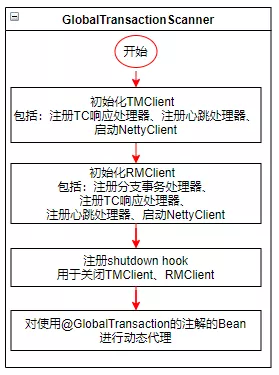 GlobalTransactionScanner
开始
初始化TMClient
包括：注册TC响应处理器、注册心跳处理器、
启动NettyClient
初始化RMClient
包括：注册分支事务处理器、
注册TC响应处理器、
注册心跳处理器、启动NettyClient
注册shutdown hook
用于关闭TMClient、RMClient
对使用@GlobalTransaction的注解的Bean
进行动态代理